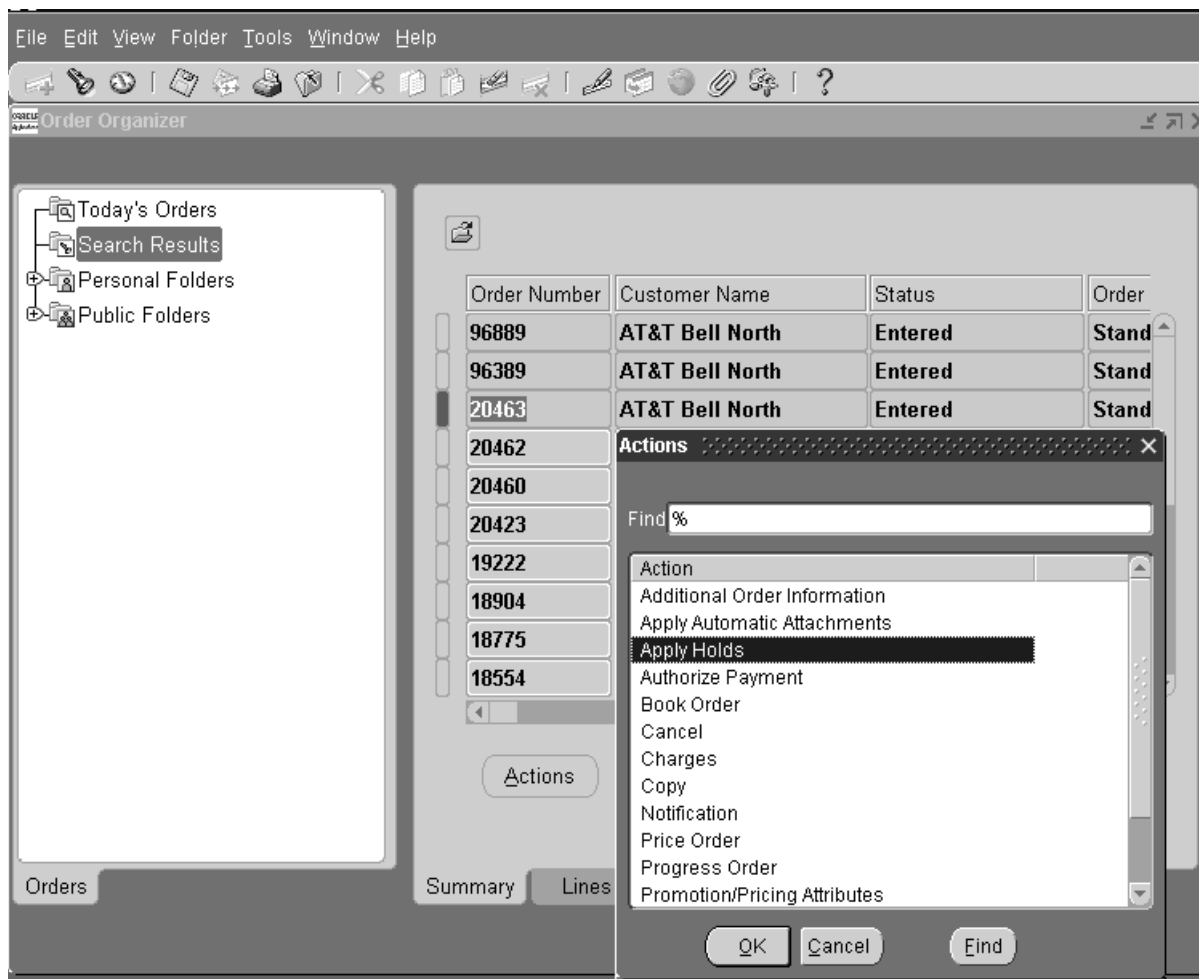 File Edit View Folder Tools Window Help
ORACLE Applications Order Organizer
Today's Orders
Search Results
Personal Folders
Public Folders
Order Number Customer Name Status Order
96889 AT&T Bell North Entered Stand
96389 AT&T Bell North Entered Stand
20463 AT&T Bell North Entered Stand
20462
20460
20423
19222
18904
18775
18554
Actions
Orders
Summary Lines
Actions
Find %
Action
Additional Order Information
Apply Automatic Attachments
Apply Holds
Authorize Payment
Book Order
Cancel
Charges
Copy
Notification
Price Order
Progress Order
Promotion/Pricing Attributes
OK Cancel Find